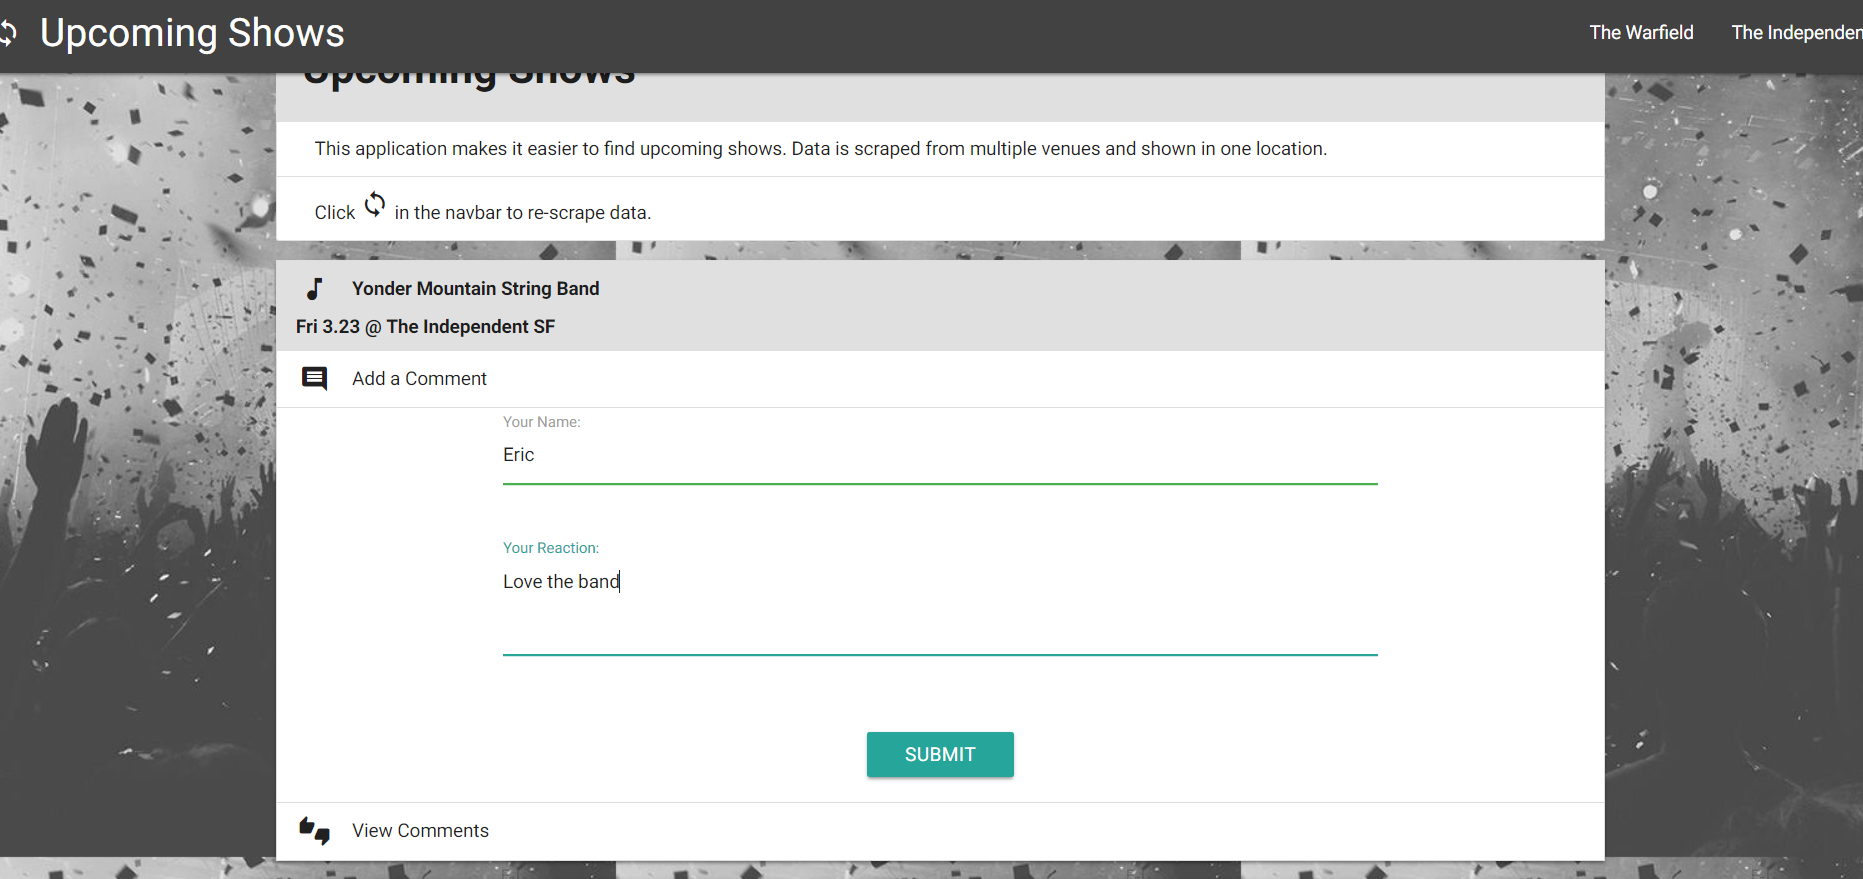 Upcoming Shows
The Warfield
The Independen
Upcoming Shows
This application makes it easier to find upcoming shows. Data is scraped from multiple venues and shown in one location.
Click in the navbar to re-scrape data.
Yonder Mountain String Band
Fri 3.23 @ The Independent SF
Add a Comment
Your Name:
Eric
Your Reaction:
Love the band
SUBMIT
View Comments